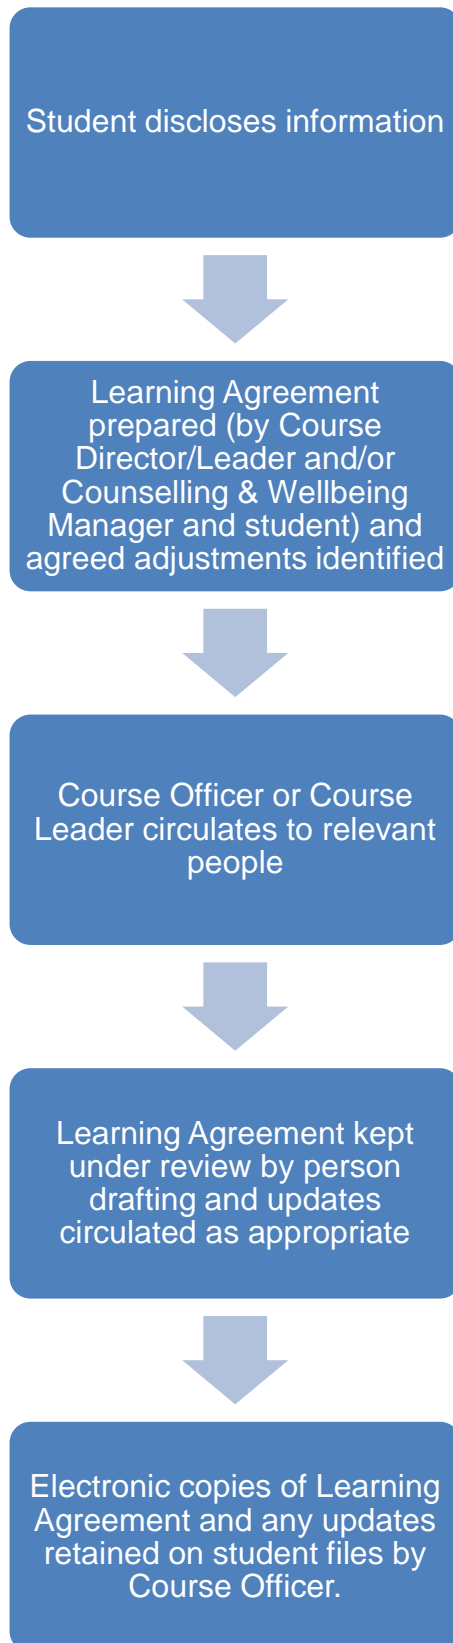 Student discloses information
Learning Agreement
prepared (by Course
Director/Leader and/or
Counselling & Wellbeing
Manager and student) and
agreed adjustments identified
Course Officer or Course
Leader circulates to relevant
people
Learning Agreement kept
under review by person
drafting and updates
circulated as appropriate
Electronic copies of Learning
Agreement and any updates
retained on student files by
Course Officer.